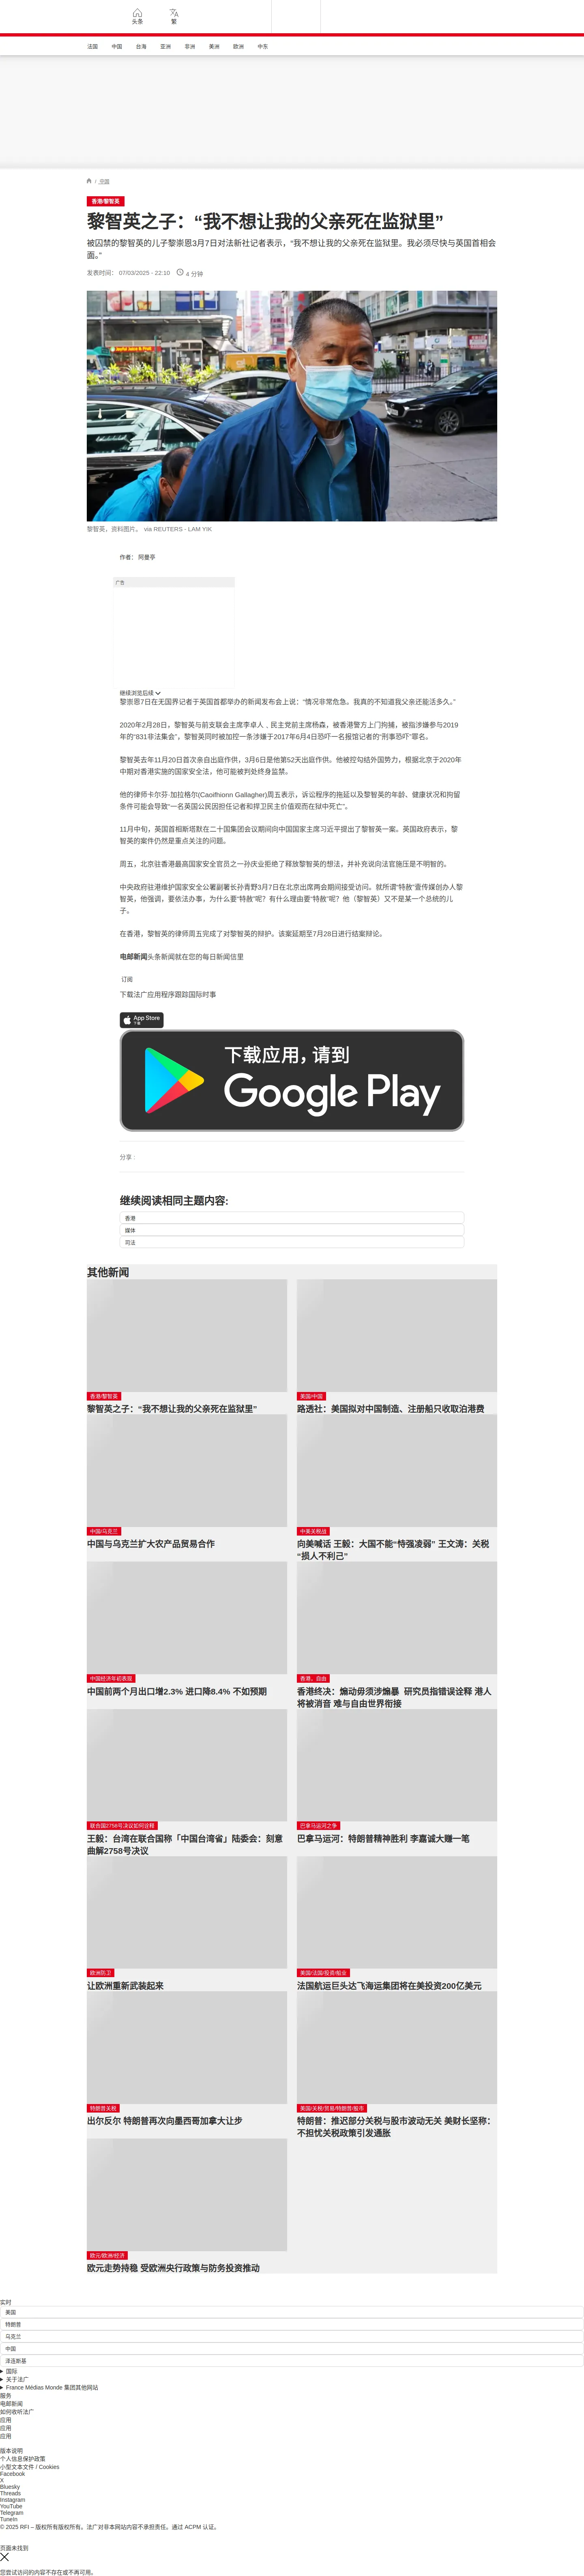 头条
繁
法国
中国
台海
亚洲
非洲
美洲
欧洲
中东
/ 中国
香港/黎智英
黎智英之子：“我不想让我的父亲死在监狱里”
被囚禁的黎智英的儿子黎崇恩3月7日对法新社记者表示，“我不想让我的父亲死在监狱里。我必须尽快与英国首相会
面。”
发表时间： 07/03/2025 - 22:10
4 分钟
黎智英，资料图片。 via REUTERS - LAM YIK
作者： 阿曼亭
广告
继续浏览后续
黎崇恩7日在无国界记者于英国首都举办的新闻发布会上说：“情况非常危急。我真的不知道我父亲还能活多久。”
2020年2月28日，黎智英与前支联会主席李卓人﹑民主党前主席杨森，被香港警方上门拘捕，被指涉嫌参与2019
年的“831非法集会”，黎智英同时被加控一条涉嫌于2017年6月4日恐吓一名报馆记者的“刑事恐吓”罪名。
黎智英去年11月20日首次亲自出庭作供，3月6日是他第52天出庭作供。他被控勾结外国势力，根据北京于2020年
中期对香港实施的国家安全法，他可能被判处终身监禁。
他的律师卡尔芬·加拉格尔(Caoilfhionn Gallagher)周五表示，诉讼程序的拖延以及黎智英的年龄、健康状况和拘留
条件可能会导致“一名英国公民因担任记者和捍卫民主价值观而在狱中死亡”。
11月中旬，英国首相斯塔默在二十国集团会议期间向中国国家主席习近平提出了黎智英一案。英国政府表示，黎
智英的案件仍然是重点关注的问题。
周五，北京驻香港最高国家安全官员之一孙庆业拒绝了释放黎智英的想法，并补充说向法官施压是不明智的。
中央政府驻港维护国家安全公署副署长孙青野3月7日在北京出席两会期间接受访问、就所谓“特赦”壹传媒创办人黎
智英，他强调，要依法办事，为什么要“特赦”呢？有什么理由要“特赦”呢？他（黎智英）又不是某一个总统的儿
子。
在香港，黎智英的律师周五完成了对黎智英的辩护。该案延期至7月28日进行结案辩论。
电邮新闻头条新闻就在您的每日新闻信里
订阅
下载法广应用程序跟踪国际时事
App Store
下载
下载应用，请到
Google Play
分享 :
继续阅读相同主题内容:
香港
媒体
司法
其他新闻
香港/黎智英
黎智英之子：“我不想让我的父亲死在监狱里”
美国/中国
路透社：美国拟对中国制造、注册船只收取泊港费
中国/乌克兰
中国与乌克兰扩大农产品贸易合作
中美关税战
向美喊话 王毅：大国不能“恃强凌弱” 王文涛：关税
“损人不利己”
中国经济年初表现
中国前两个月出口增2.3% 进口降8.4% 不如预期
香港、自由
香港终决：煽动毋须涉煽暴 研究员指错误诠释 港人
将被消音 难与自由世界衔接
联合国2758号决议如何诠释
王毅：台湾在联合国称「中国台湾省」陆委会：刻意
曲解2758号决议
巴拿马运河之争
巴拿马运河：特朗普精神胜利 李嘉诚大赚一笔
欧洲防卫
让欧洲重新武装起来
美国/法国/投资/船业
法国航运巨头达飞海运集团将在美投资200亿美元
特朗普关税
出尔反尔 特朗普再次向墨西哥加拿大让步
美国/关税/贸易/特朗普/股市
特朗普：推迟部分关税与股市波动无关 美财长坚称：
不担忧关税政策引发通胀
欧元/欧洲/经济
欧元走势持稳 受欧洲央行政策与防务投资推动
实时
美国
特朗普
乌克兰
中国
泽连斯基
国际
关于法广
France Médias Monde 集团其他网站
服务
电邮新闻
如何收听法广
应用
应用
应用
版本说明
个人信息保护政策
小型文本文件 / Cookies
Facebook
X
Bluesky
Threads
Instagram
YouTube
Telegram
TuneIn
© 2025 RFI – 版权所有版权所有。法广对非本网站内容不承担责任。通过 ACPM 认证。
页面未找到
您尝试访问的内容不存在或不再可用。